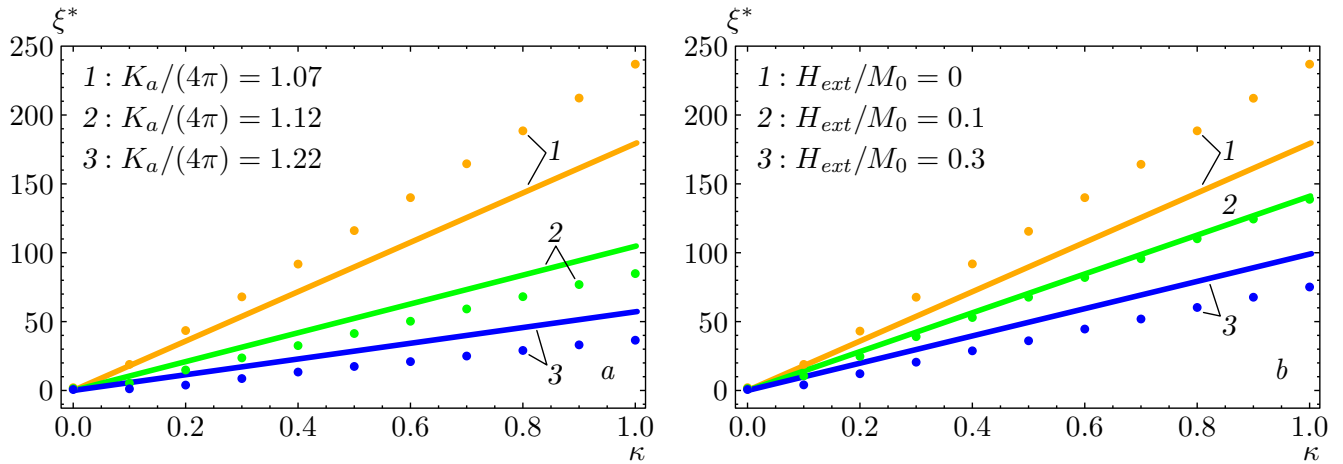 ξ*
250
200
150
100
50
0
1 : K_a/(4π) = 1.07
2 : K_a/(4π) = 1.12
3 : K_a/(4π) = 1.22
1
2
3
a
0.0 0.2 0.4 0.6 0.8 1.0
κ
ξ*
250
200
150
100
50
0
1 : H_ext/M_0 = 0
2 : H_ext/M_0 = 0.1
3 : H_ext/M_0 = 0.3
1
2
3
b
0.0 0.2 0.4 0.6 0.8 1.0
κ